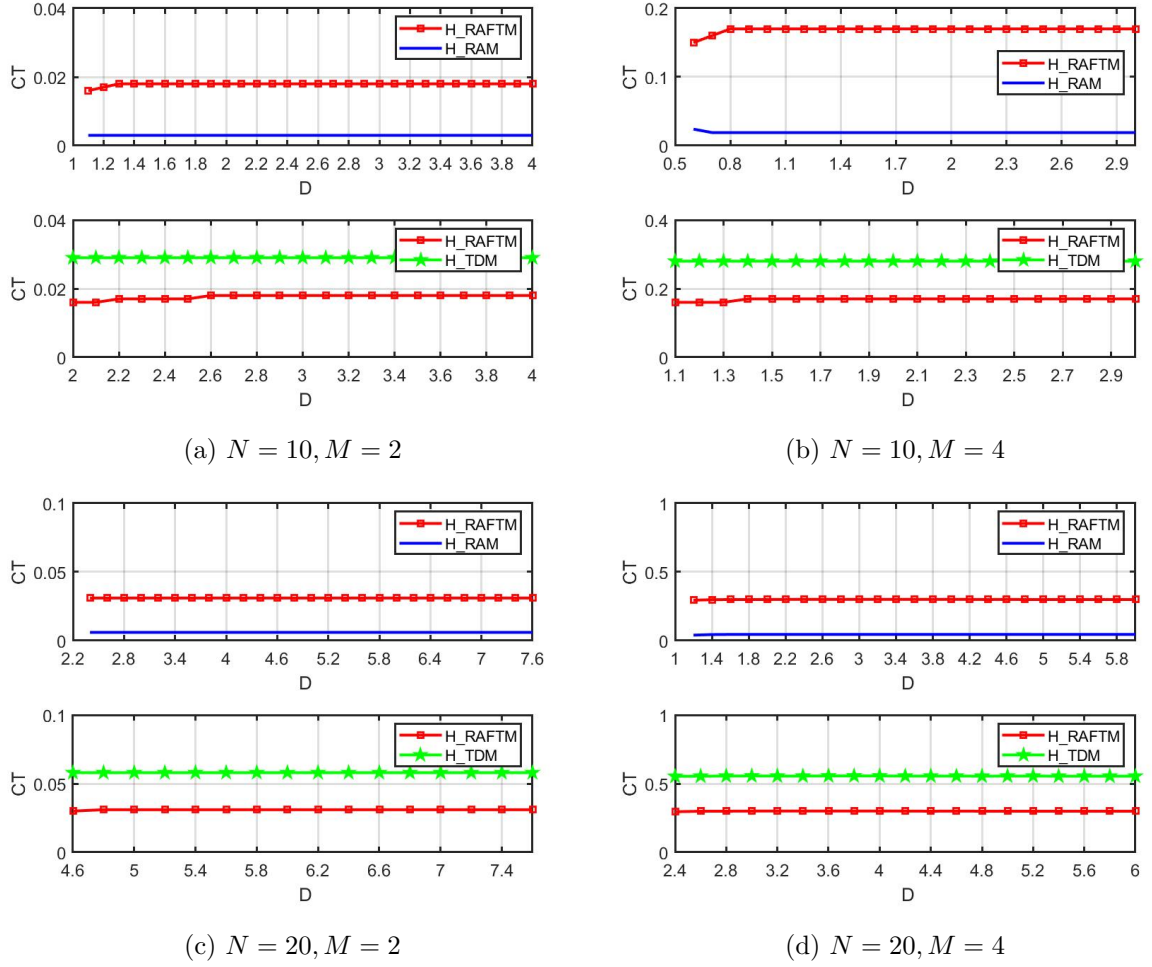 0.04
0.02
0
CT
H_RAFTM
H_RAM
1 1.2 1.4 1.6 1.8 2 2.2 2.4 2.6 2.8 3 3.2 3.4 3.6 3.8 4
D
0.2
0.1
0
CT
H_RAFTM
H_RAM
0.5 0.8 1.1 1.4 1.7 2 2.3 2.6 2.9
D
0.04
0.02
0
CT
H_RAFTM
H_TDM
2 2.2 2.4 2.6 2.8 3 3.2 3.4 3.6 3.8 4
D
0.4
0.2
0
CT
H_RAFTM
H_TDM
1.1 1.3 1.5 1.7 1.9 2.1 2.3 2.5 2.7 2.9
D
(a) N = 10, M = 2
(b) N = 10, M = 4
0.1
0.05
0
CT
H_RAFTM
H_RAM
2.2 2.8 3.4 4 4.6 5.2 5.8 6.4 7 7.6
D
1
0.5
0
CT
H_RAFTM
H_RAM
1 1.4 1.8 2.2 2.6 3 3.4 3.8 4.2 4.6 5 5.4 5.8
D
0.1
0.05
0
CT
H_RAFTM
H_TDM
4.6 5 5.4 5.8 6.2 6.6 7 7.4
D
1
0.5
0
CT
H_RAFTM
H_TDM
2.4 2.8 3.2 3.6 4 4.4 4.8 5.2 5.6 6
D
(c) N = 20, M = 2
(d) N = 20, M = 4